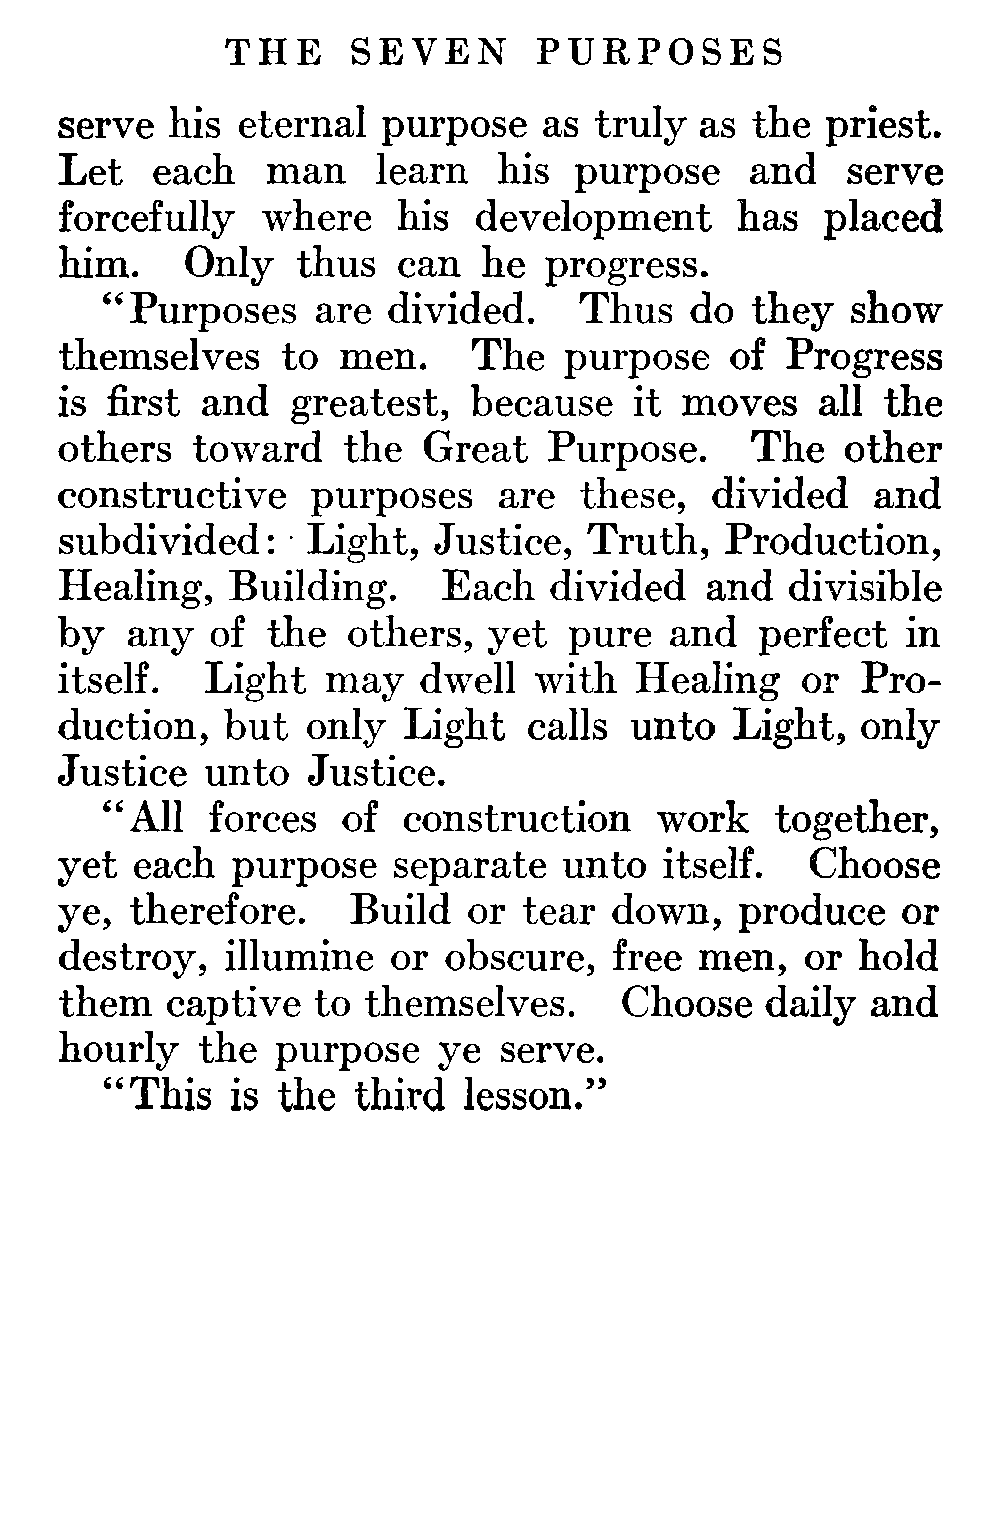 THE SEVEN PURPOSES
serve his eternal purpose as truly as the priest.
Let each man learn his purpose and serve
forcefully where his development has placed
him. Only thus can he progress.
“Purposes are divided. Thus do they show
themselves to men. The purpose of Progress
is first and greatest, because it moves all the
others toward the Great Purpose. The other
constructive purposes are these, divided and
subdivided: Light, Justice, Truth, Production,
Healing, Building. Each divided and divisible
by any of the others, yet pure and perfect in
itself. Light may dwell with Healing or Pro-
duction, but only Light calls unto Light, only
Justice unto Justice.
“All forces of construction work together,
yet each purpose separate unto itself. Choose
ye, therefore. Build or tear down, produce or
destroy, illumine or obscure, free men, or hold
them captive to themselves. Choose daily and
hourly the purpose ye serve.
“This is the third lesson.”